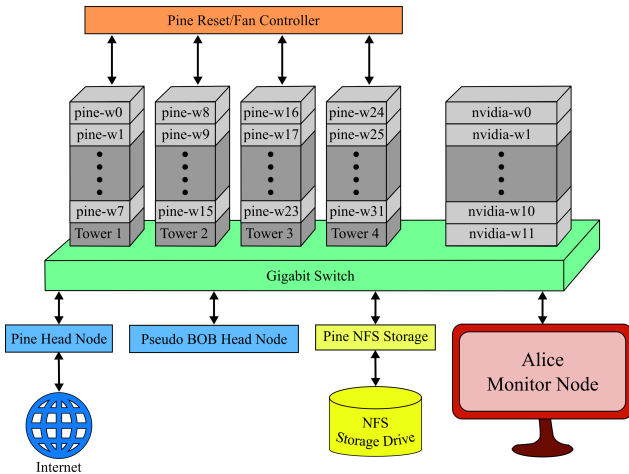 Pine Reset/Fan Controller
pine-w0
pine-w8
pine-w16
pine-w24
nvidia-w0
pine-w1
pine-w9
pine-w17
pine-w25
nvidia-w1
pine-w7
pine-w15
pine-w23
pine-w31
nvidia-w10
Tower 1
Tower 2
Tower 3
Tower 4
nvidia-w11
Gigabit Switch
Pine Head Node
Pseudo BOB Head Node
Pine NFS Storage
Alice
Monitor Node
NFS
Storage Drive
Internet